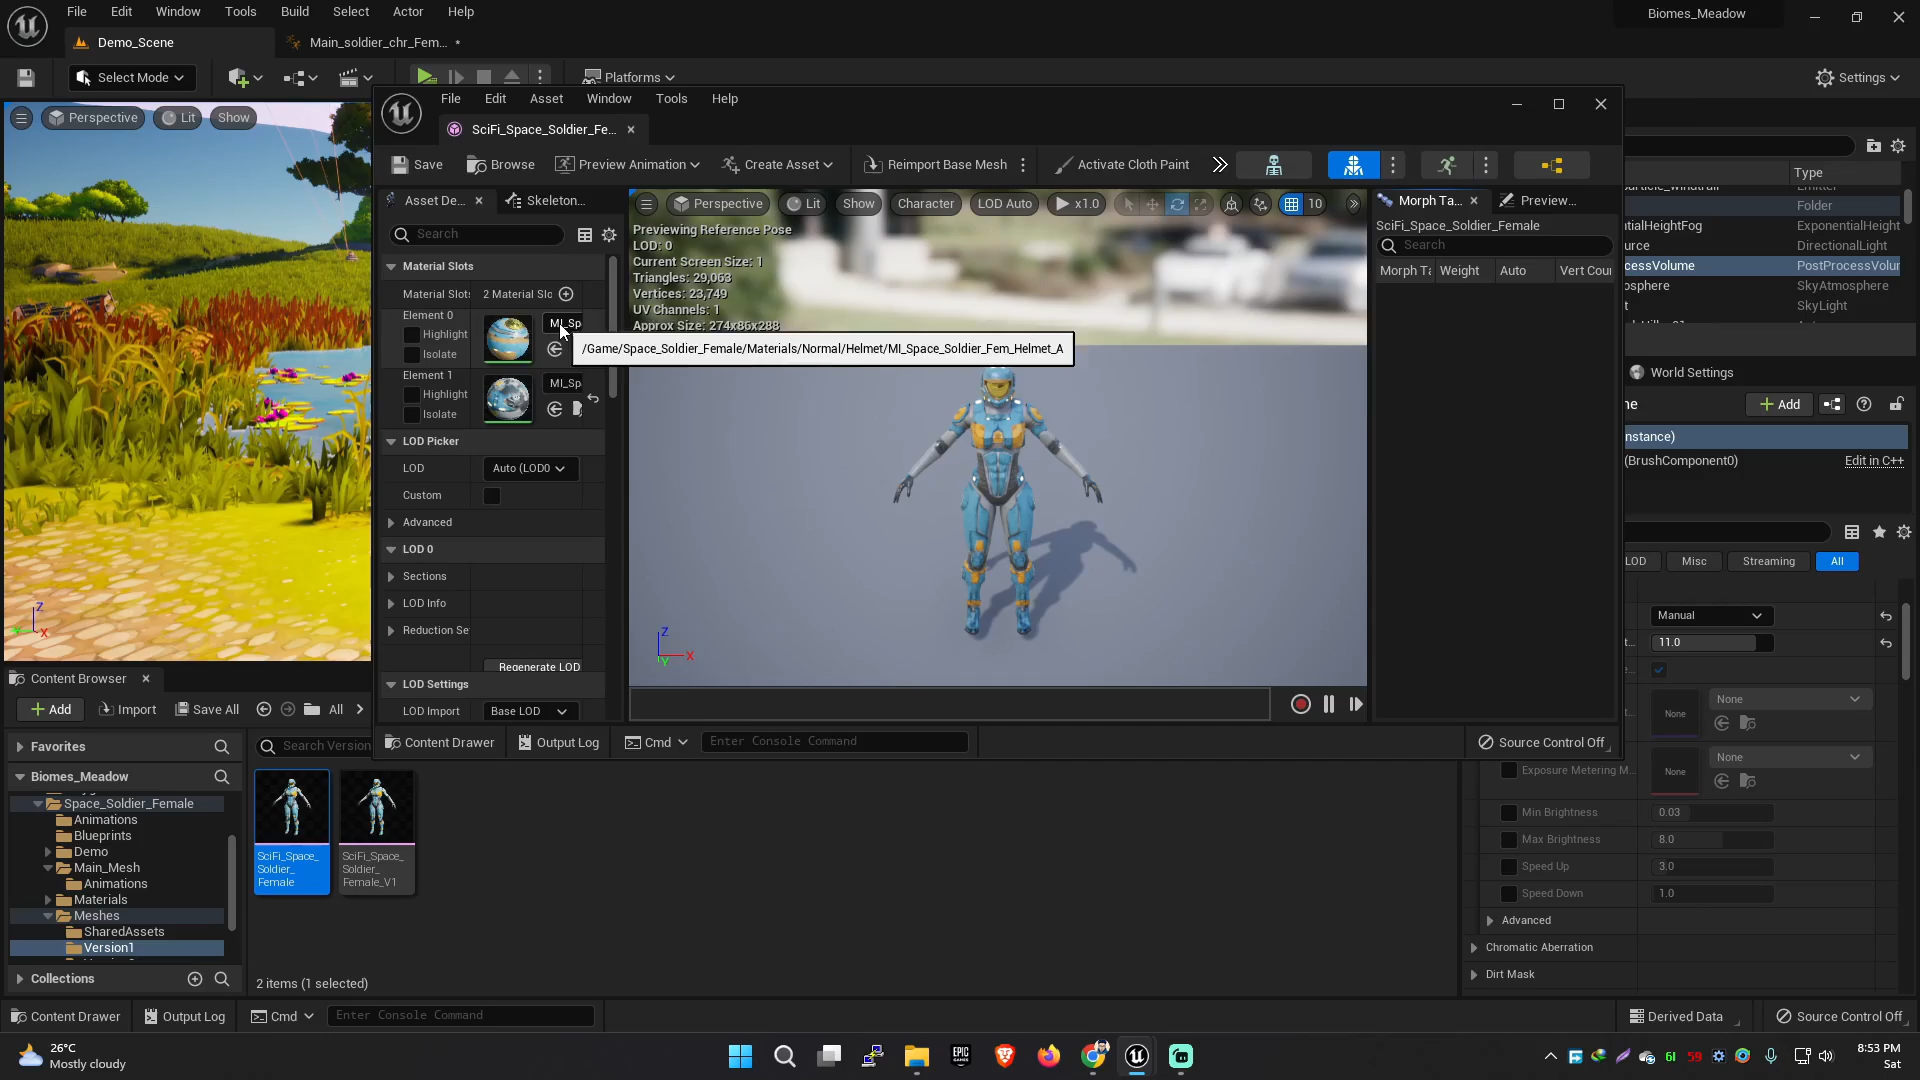 File Edit Window Tools Build Select Actor Help
Biomes_Meadow
Demo_Scene
Main_soldier_chr_Fem...
Select Mode
Platforms
Settings
Perspective Lit Show
File Edit Asset Window Tools Help
SciFi_Space_Soldier_Fe...
Save Browse Preview Animation Create Asset Reimport Base Mesh Activate Cloth Paint
Asset De... Skeleton...
Search
Material Slots
Material Slots 2 Material Slo
Element 0
Highlight
Isolate
MI_Sp
Element 1
Highlight
Isolate
MI_Sp
LOD Picker
LOD Auto (LOD0
Custom
Advanced
LOD 0
Sections
LOD Info
Reduction Se
Regenerate LOD
LOD Settings
LOD Import Base LOD
Perspective Lit Show Character LOD Auto x1.0 10
Previewing Reference Pose
LOD: 0
Current Screen Size: 1
Triangles: 29,063
Vertices: 23,749
UV Channels: 1
Approx Size: 274x86x288
/Game/Space_Soldier_Female/Materials/Normal/Helmet/MI_Space_Soldier_Fem_Helmet_A
Z
X
Y
Morph Ta... Preview...
SciFi_Space_Soldier_Female
Search
Morph Ta Weight Auto Vert Coun
Content Drawer Output Log Cmd Enter Console Command Source Control Off
Type
Emitter
Folder
entialHeightFog ExponentialHeight
ource DirectionalLight
cessVolume PostProcessVolur
osphere SkyAtmosphere
t SkyLight
World Settings
ne Add
nstance)
(BrushComponent0) Edit in C++
LOD Misc Streaming All
Manual
11.0
None None
None None
Exposure Metering M...
Min Brightness 0.03
Max Brightness 8.0
Speed Up 3.0
Speed Down 1.0
Advanced
Chromatic Aberration
Dirt Mask
Z
X
Content Browser
Add Import Save All All
Favorites
Search Version
Biomes_Meadow
Space_Soldier_Female
Animations
Blueprints
Demo
Main_Mesh
Animations
Materials
Meshes
SharedAssets
Version1
Collections
SciFi_Space_
Soldier_
Female
SciFi_Space_
Soldier_
Female_V1
2 items (1 selected)
Content Drawer Output Log Cmd Enter Console Command Derived Data Source Control Off
26°C
Mostly cloudy
EPIC
GAMES
61 59
8:53 PM
Sat